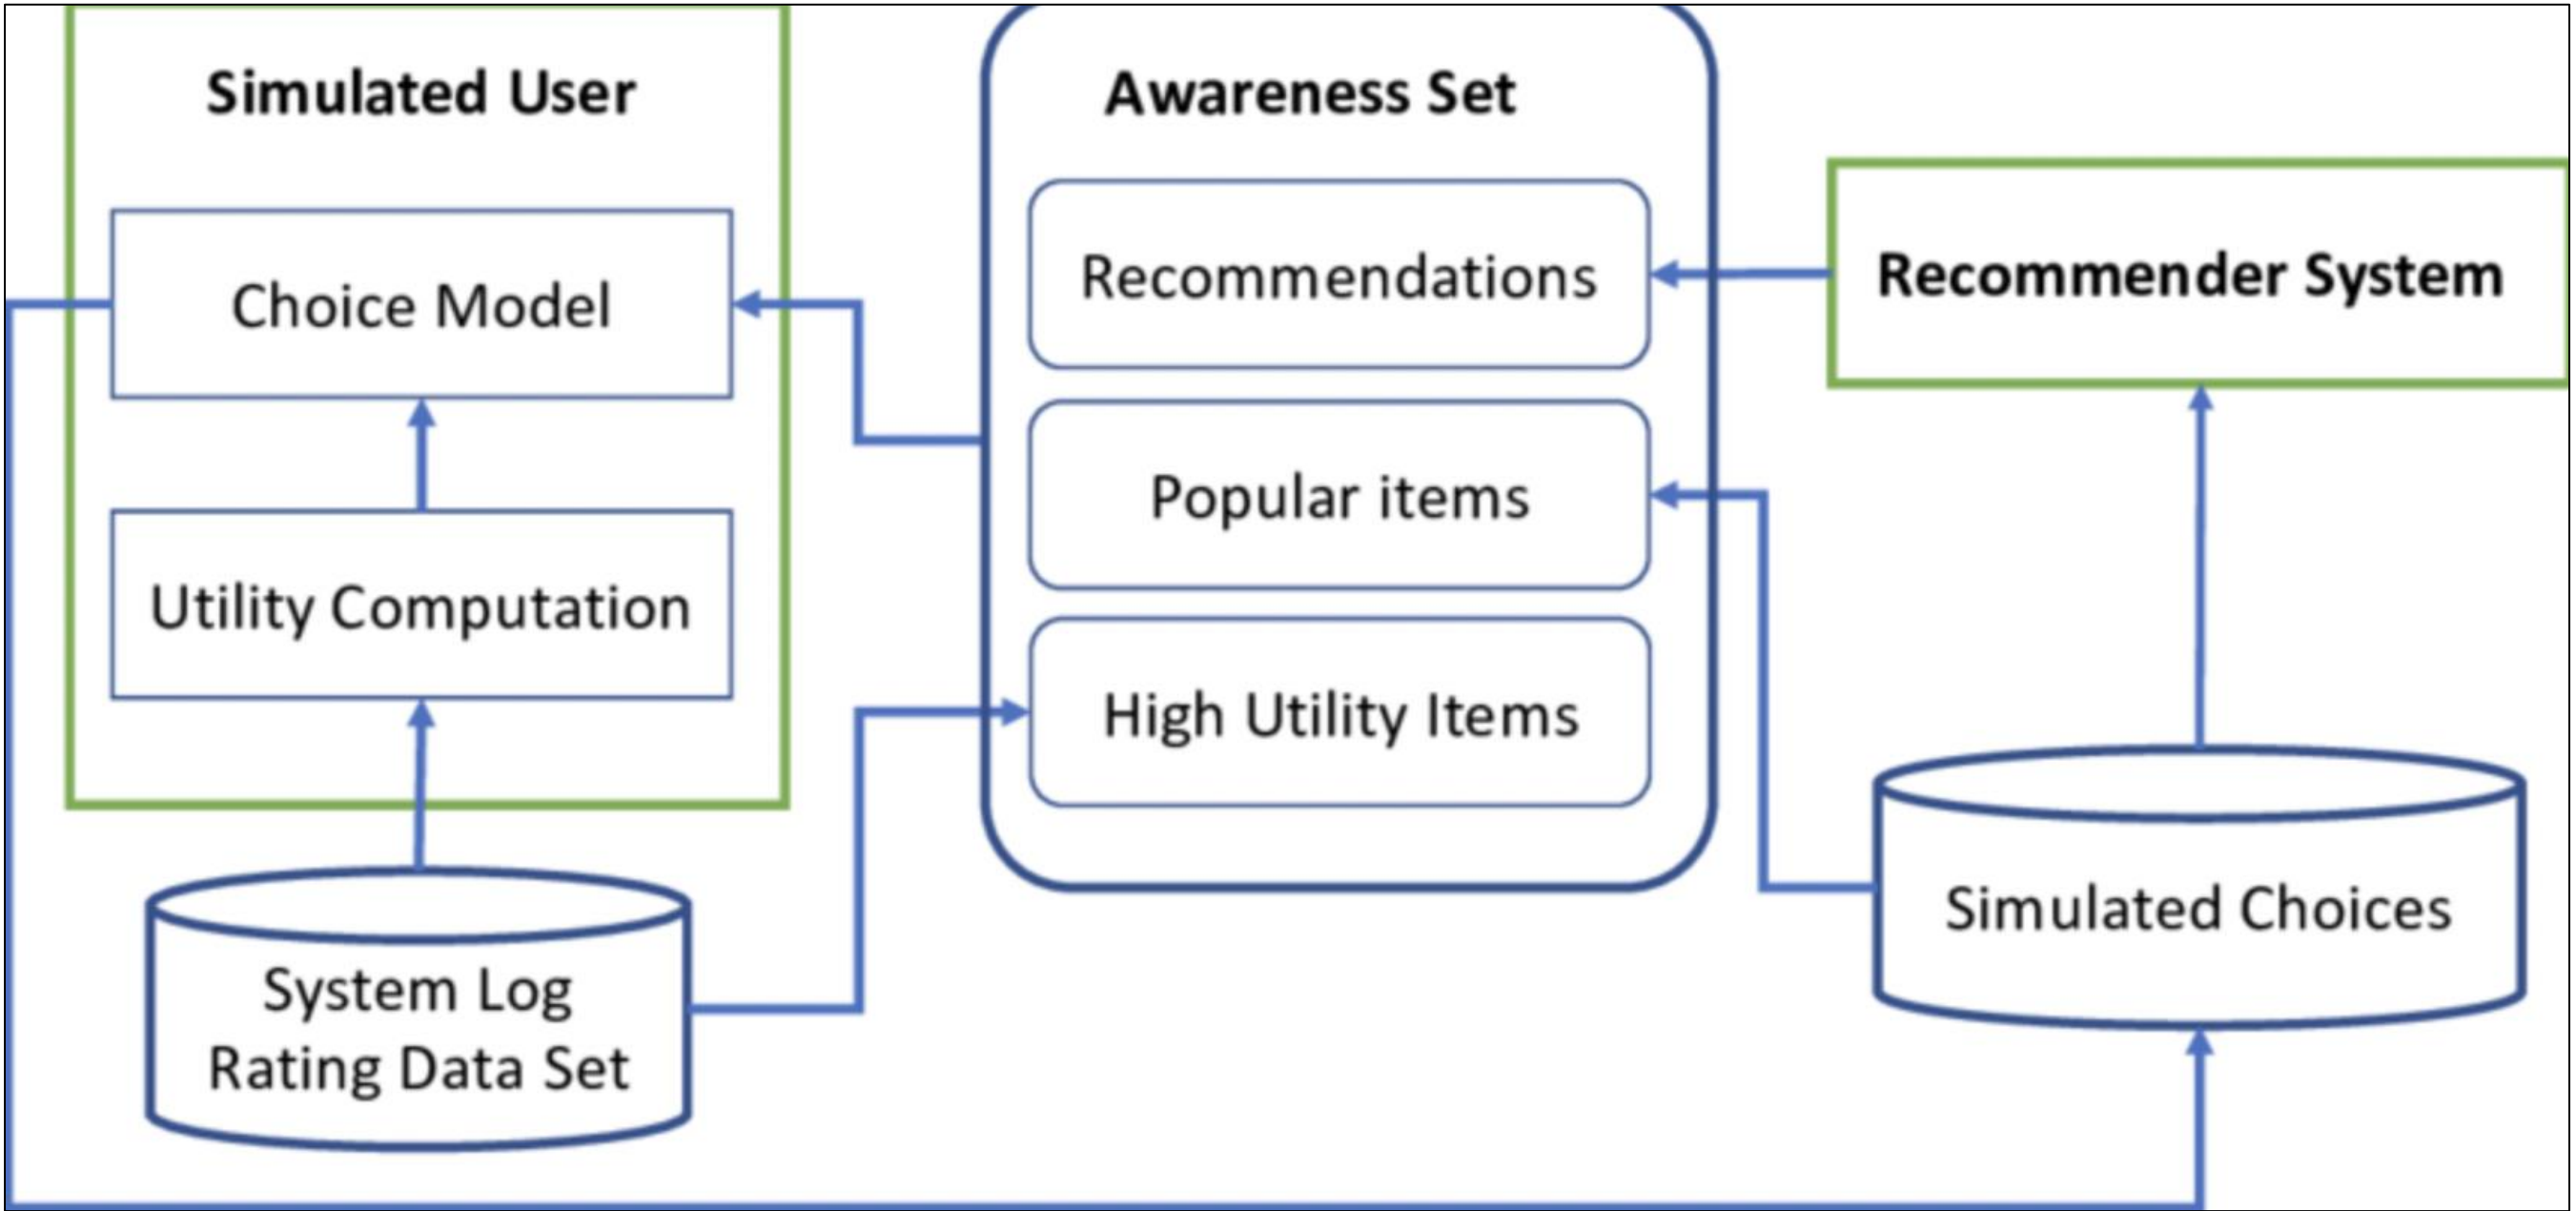 Simulated User
Choice Model
Utility Computation
System Log
Rating Data Set
Awareness Set
Recommendations
Popular items
High Utility Items
Recommender System
Simulated Choices